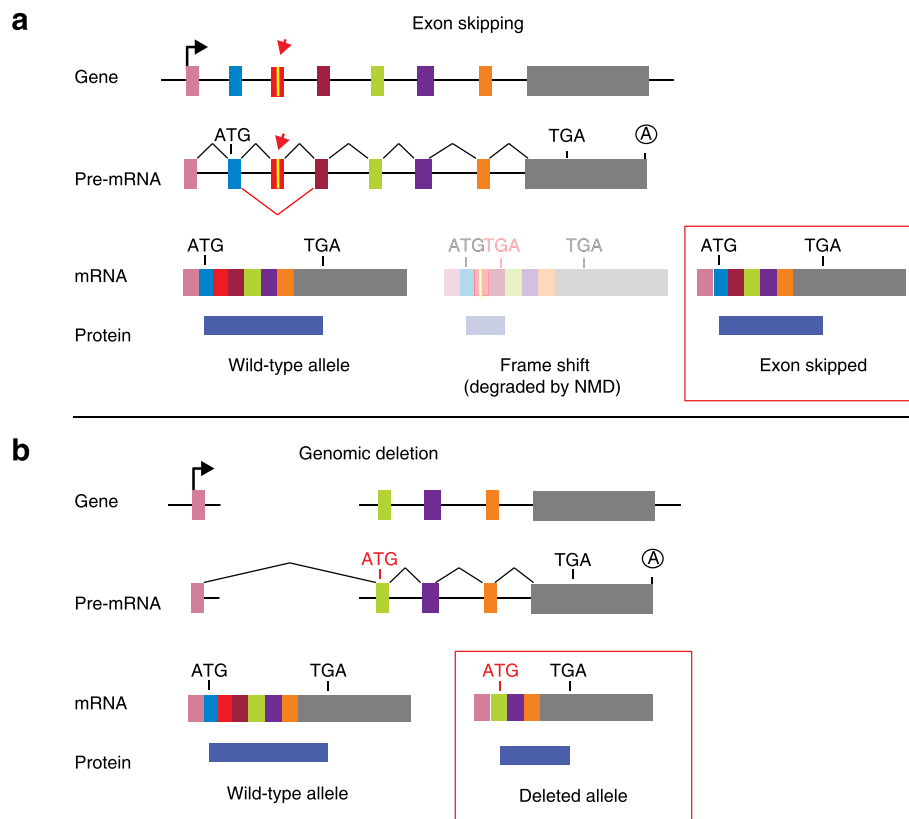 a
Exon skipping
Gene
ATG
TGA
A
Pre-mRNA
ATG
TGA
ATG
TGA
TGA
ATG
TGA
mRNA
Protein
Wild-type allele
Frame shift
(degraded by NMD)
Exon skipped
b
Genomic deletion
Gene
ATG
TGA
A
Pre-mRNA
ATG
TGA
ATG
TGA
mRNA
Protein
Wild-type allele
Deleted allele